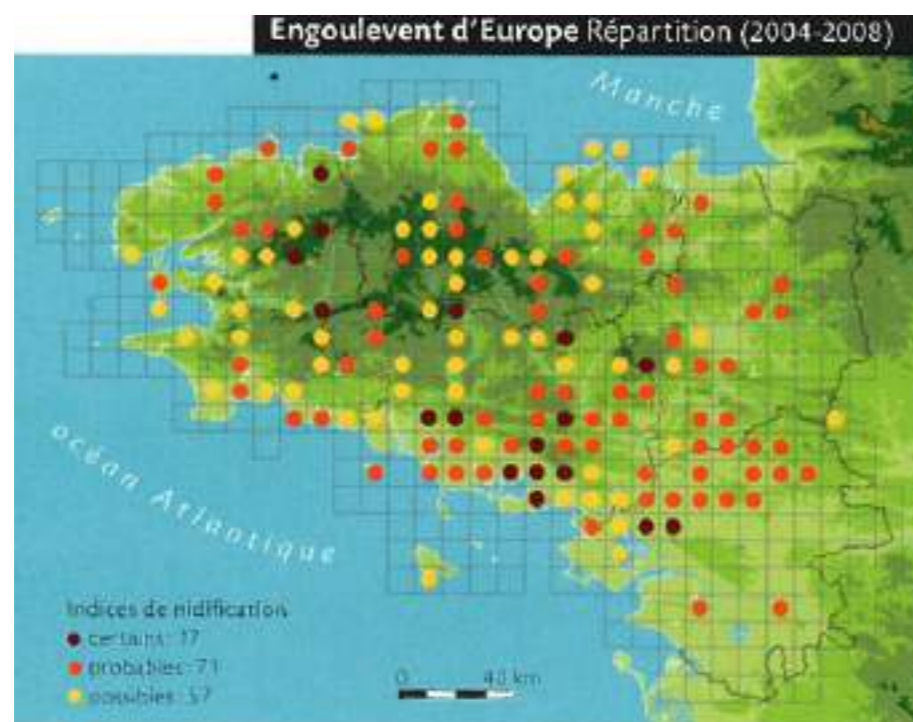 Engoulevent d'Europe Répartition (2004-2008)
Manche
océan Atlantique
Indices de nidification
certains : 17
probables : 71
possibles : 57
0 40 km